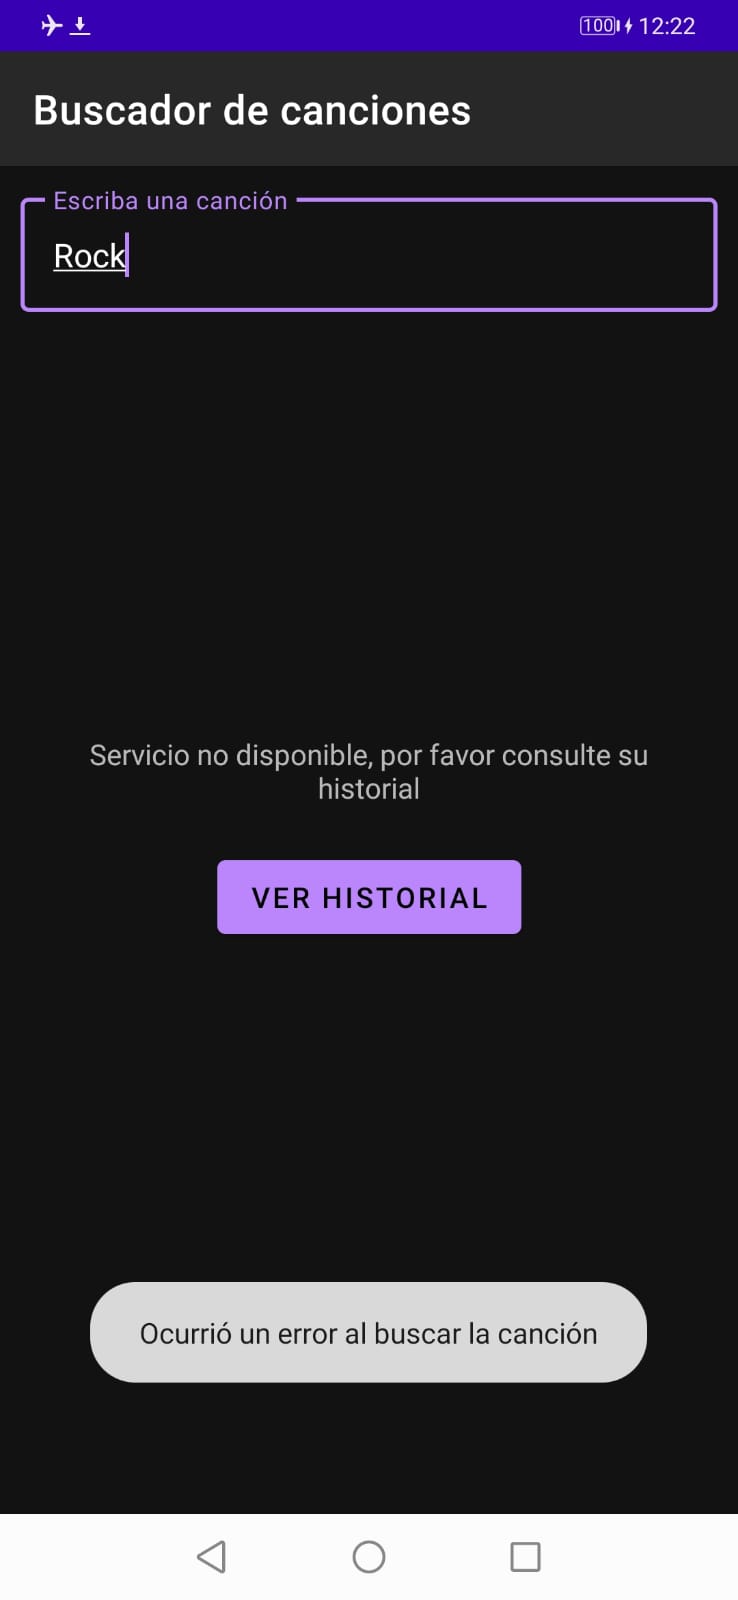 100 12:22
Buscador de canciones
Escriba una canción
Rock
Servicio no disponible, por favor consulte su
historial
VER HISTORIAL
Ocurrió un error al buscar la canción